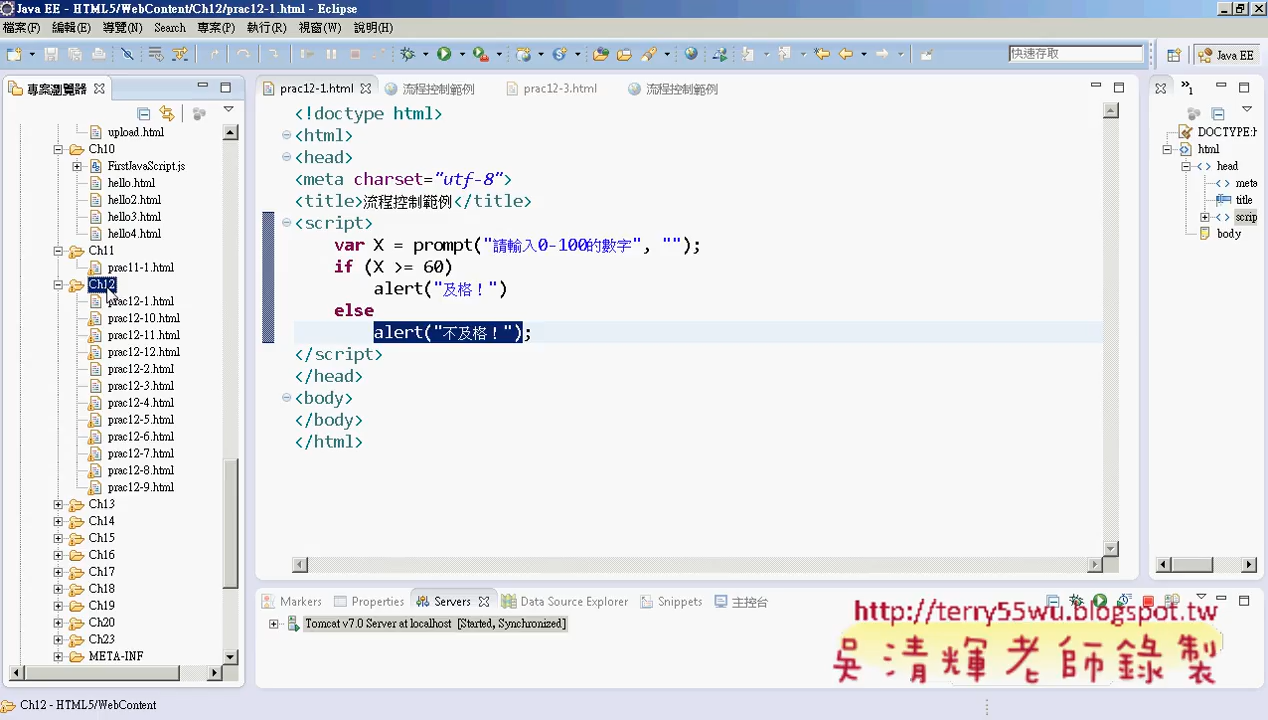 Java EE - HTML5/WebContent/Ch12/prac12-1.html - Eclipse
檔案(F) 編輯(E) 導覽(N) Search 專案(P) 執行(R) 視窗(W) 說明(H)
快速存取
Java EE
專案瀏覽器
upload.html
Ch10
FirstJavaScript.js
hello.html
hello2.html
hello3.html
hello4.html
Ch11
prac11-1.html
Ch12
prac12-1.html
prac12-10.html
prac12-11.html
prac12-12.html
prac12-2.html
prac12-3.html
prac12-4.html
prac12-5.html
prac12-6.html
prac12-7.html
prac12-8.html
prac12-9.html
Ch13
Ch14
Ch15
Ch16
Ch17
Ch18
Ch19
Ch20
Ch23
META-INF
prac12-1.html 流程控制範例 prac12-3.html 流程控制範例
<!doctype html>
<html>
<head>
<meta charset="utf-8">
<title>流程控制範例</title>
<script>
var X = prompt("請輸入0-100的數字", "");
if (X >= 60)
alert("及格！")
else
alert("不及格！");
</script>
</head>
<body>
</body>
</html>
»1
DOCTYPE:h
html
head
meta
title
scrip
body
Markers Properties Servers Data Source Explorer Snippets 主控台
Tomcat v7.0 Server at localhost [Started, Synchronized]
http://terry55wu.blogspot.tw
吳清輝老師錄製
Ch12 - HTML5/WebContent